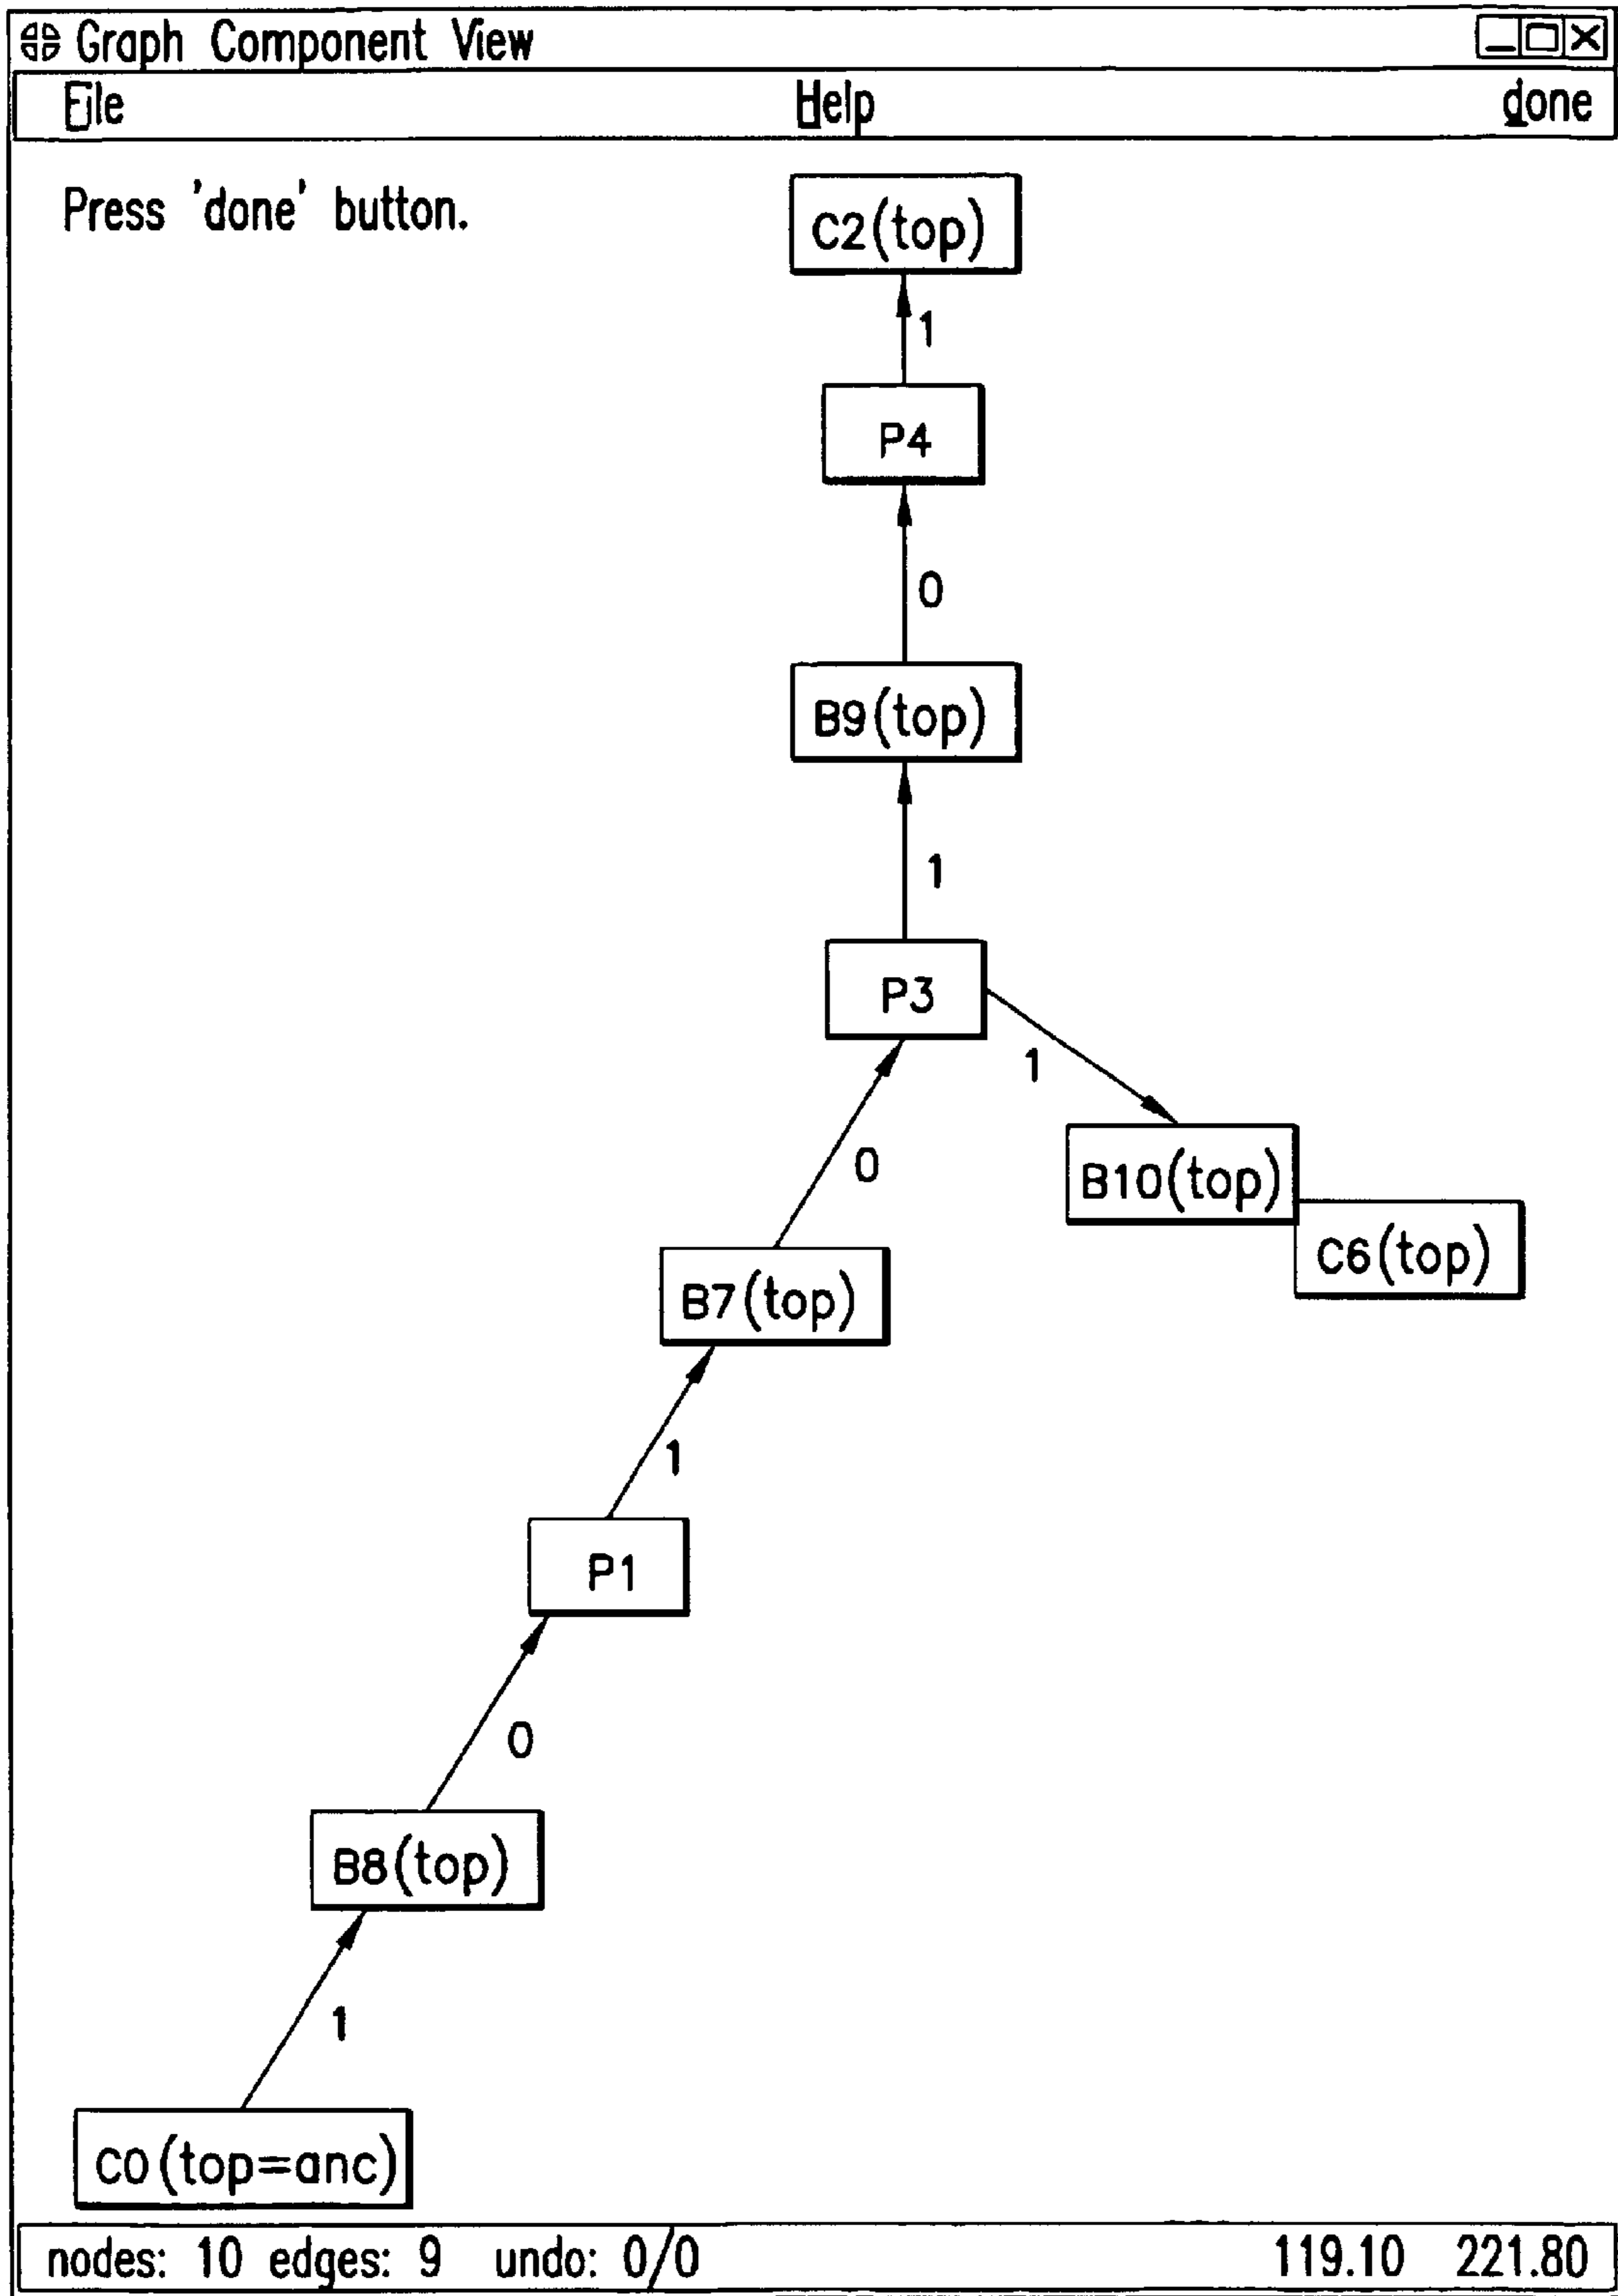 Graph Component View
File Help done
Press 'done' button.
C2(top)
1
P4
0
B9(top)
1
P3
1
0
B10(top)
C6(top)
B7(top)
1
P1
0
B8(top)
1
C0(top=anc)
nodes: 10 edges: 9 undo: 0/0 119.10 221.80